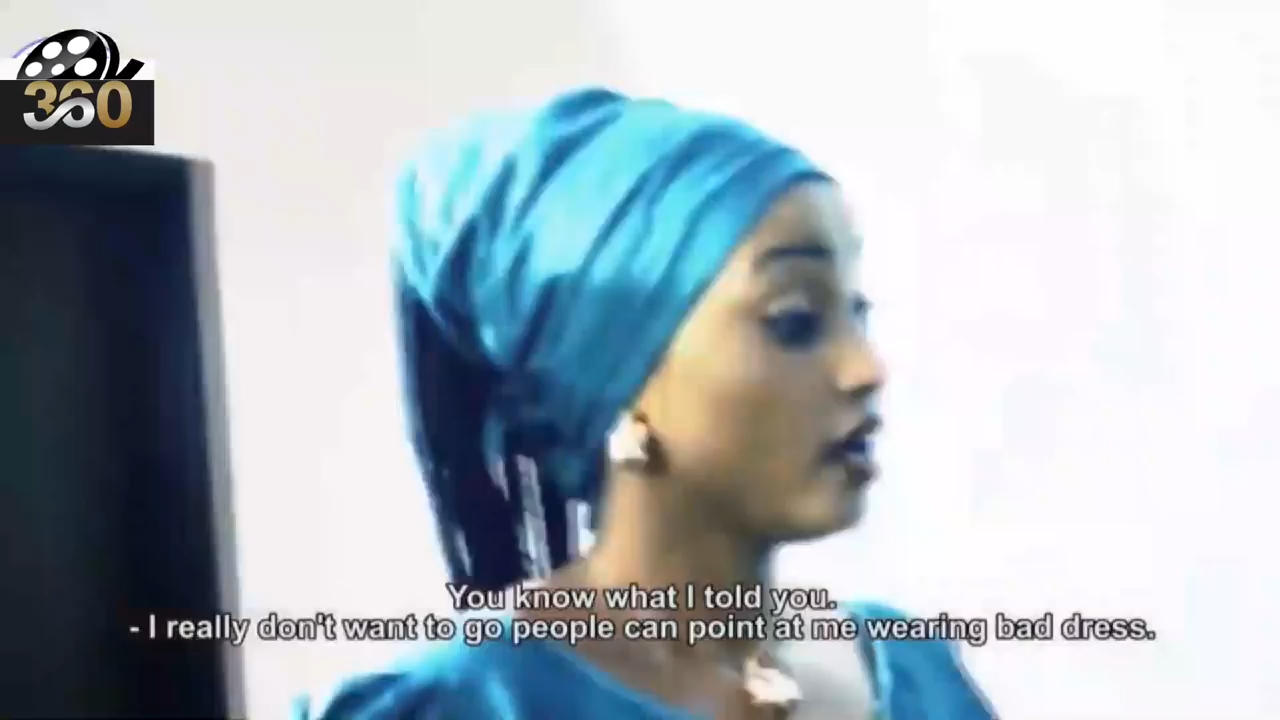 360
You know what I told you.
- I really don't want to go people can point at me wearing bad dress.